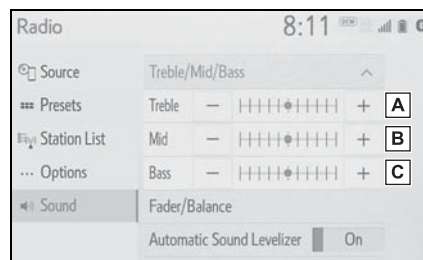 Radio 8:11 DCM
Source
Treble/Mid/Bass
Presets
Treble - + A
Station List
Mid - + B
Options
Bass - + C
Sound
Fader/Balance
Automatic Sound Levelizer On